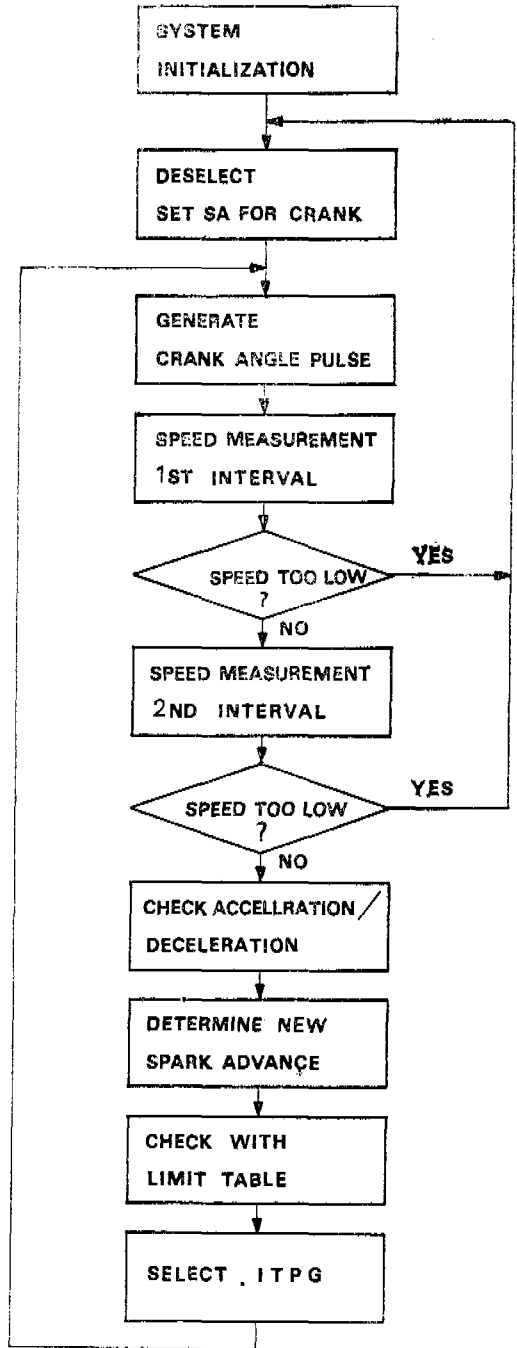 SYSTEM
INITIALIZATION
DESELECT
SET SA FOR CRANK
GENERATE
CRANK ANGLE PULSE
SPEED MEASUREMENT
1ST INTERVAL
SPEED TOO LOW
?
YES
NO
SPEED MEASUREMENT
2ND INTERVAL
SPEED TOO LOW
?
YES
NO
CHECK ACCELLRATION/
DECELERATION
DETERMINE NEW
SPARK ADVANCE
CHECK WITH
LIMIT TABLE
SELECT . ITPG